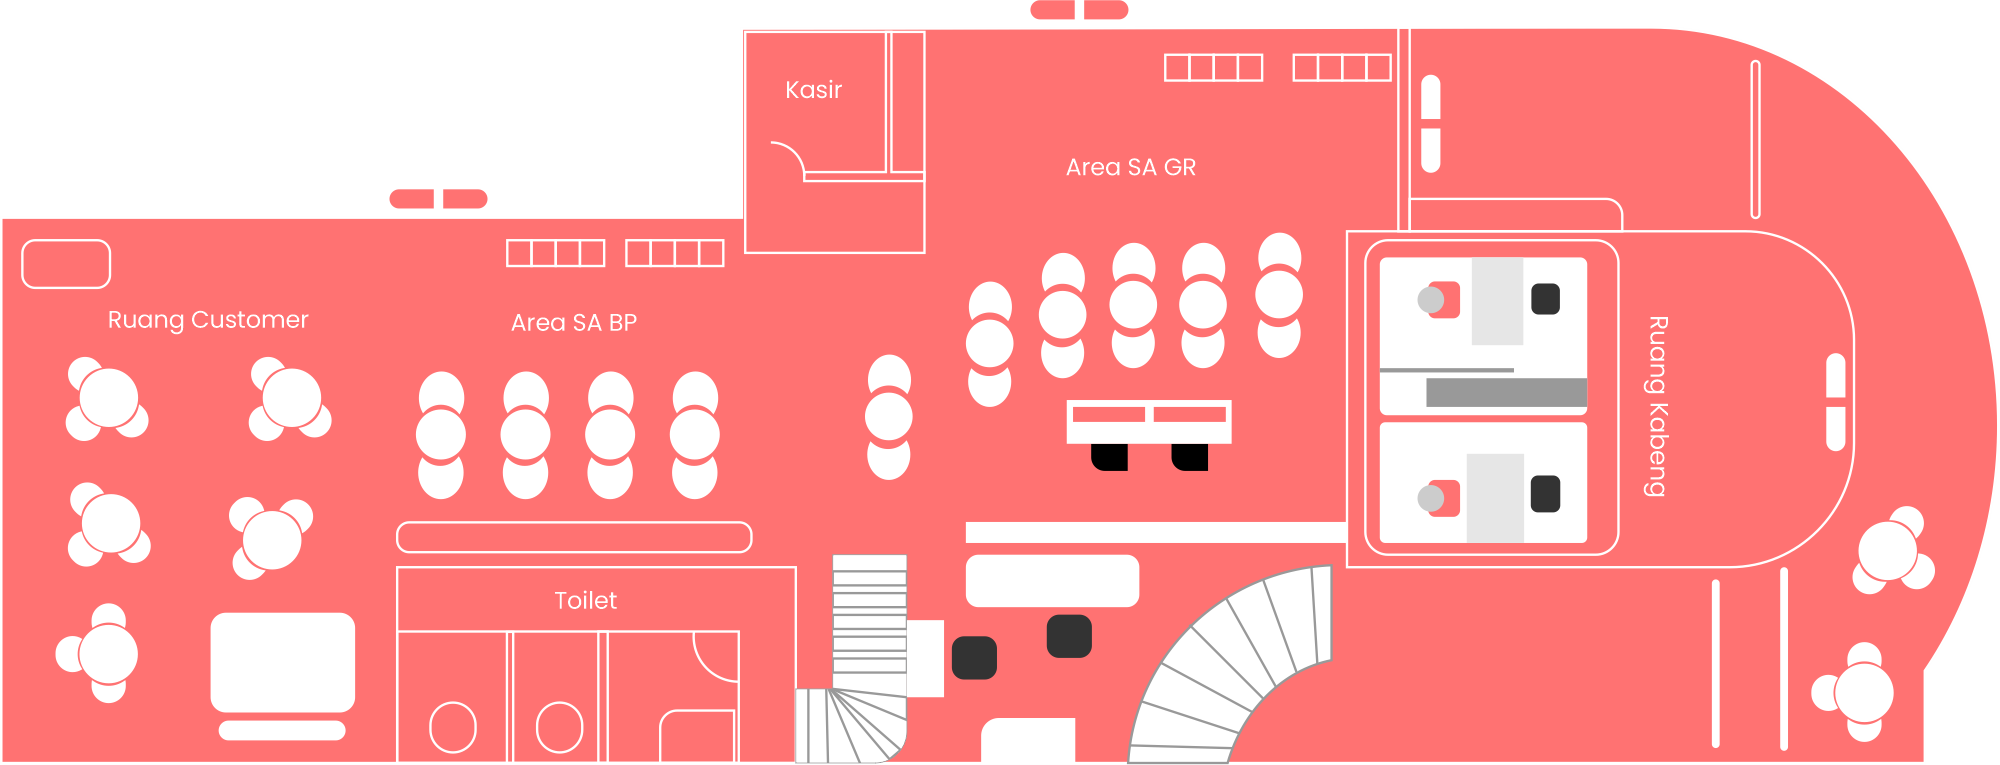 Kasir
Area SA GR
Ruang Customer
Area SA BP
Ruang Kabeng
Toilet